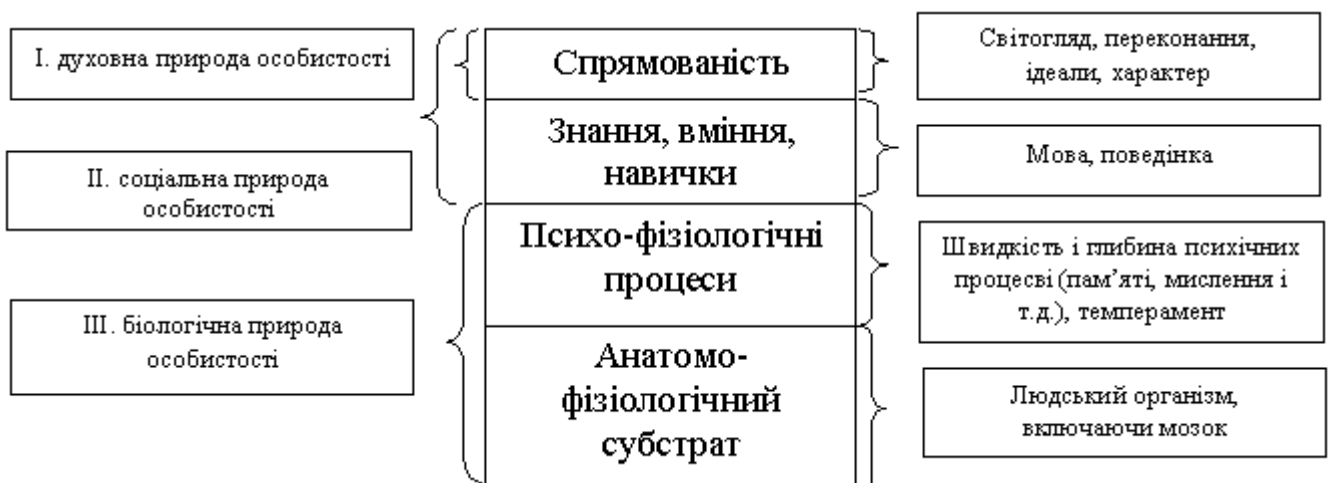 І. духовна природа особистості
ІІ. соціальна природа
особистості
ІІІ. біологічна природа
особистості
Спрямованість
Знання, вміння,
навички
Психо-фізіологічні
процеси
Анатомо-
фізіологічний
субстрат
Світогляд, переконання,
ідеали, характер
Мова, поведінка
Швидкість і глибина психічних
процесві (пам’яті, мислення і
т.д.), темперамент
Людський організм,
включаючи мозок